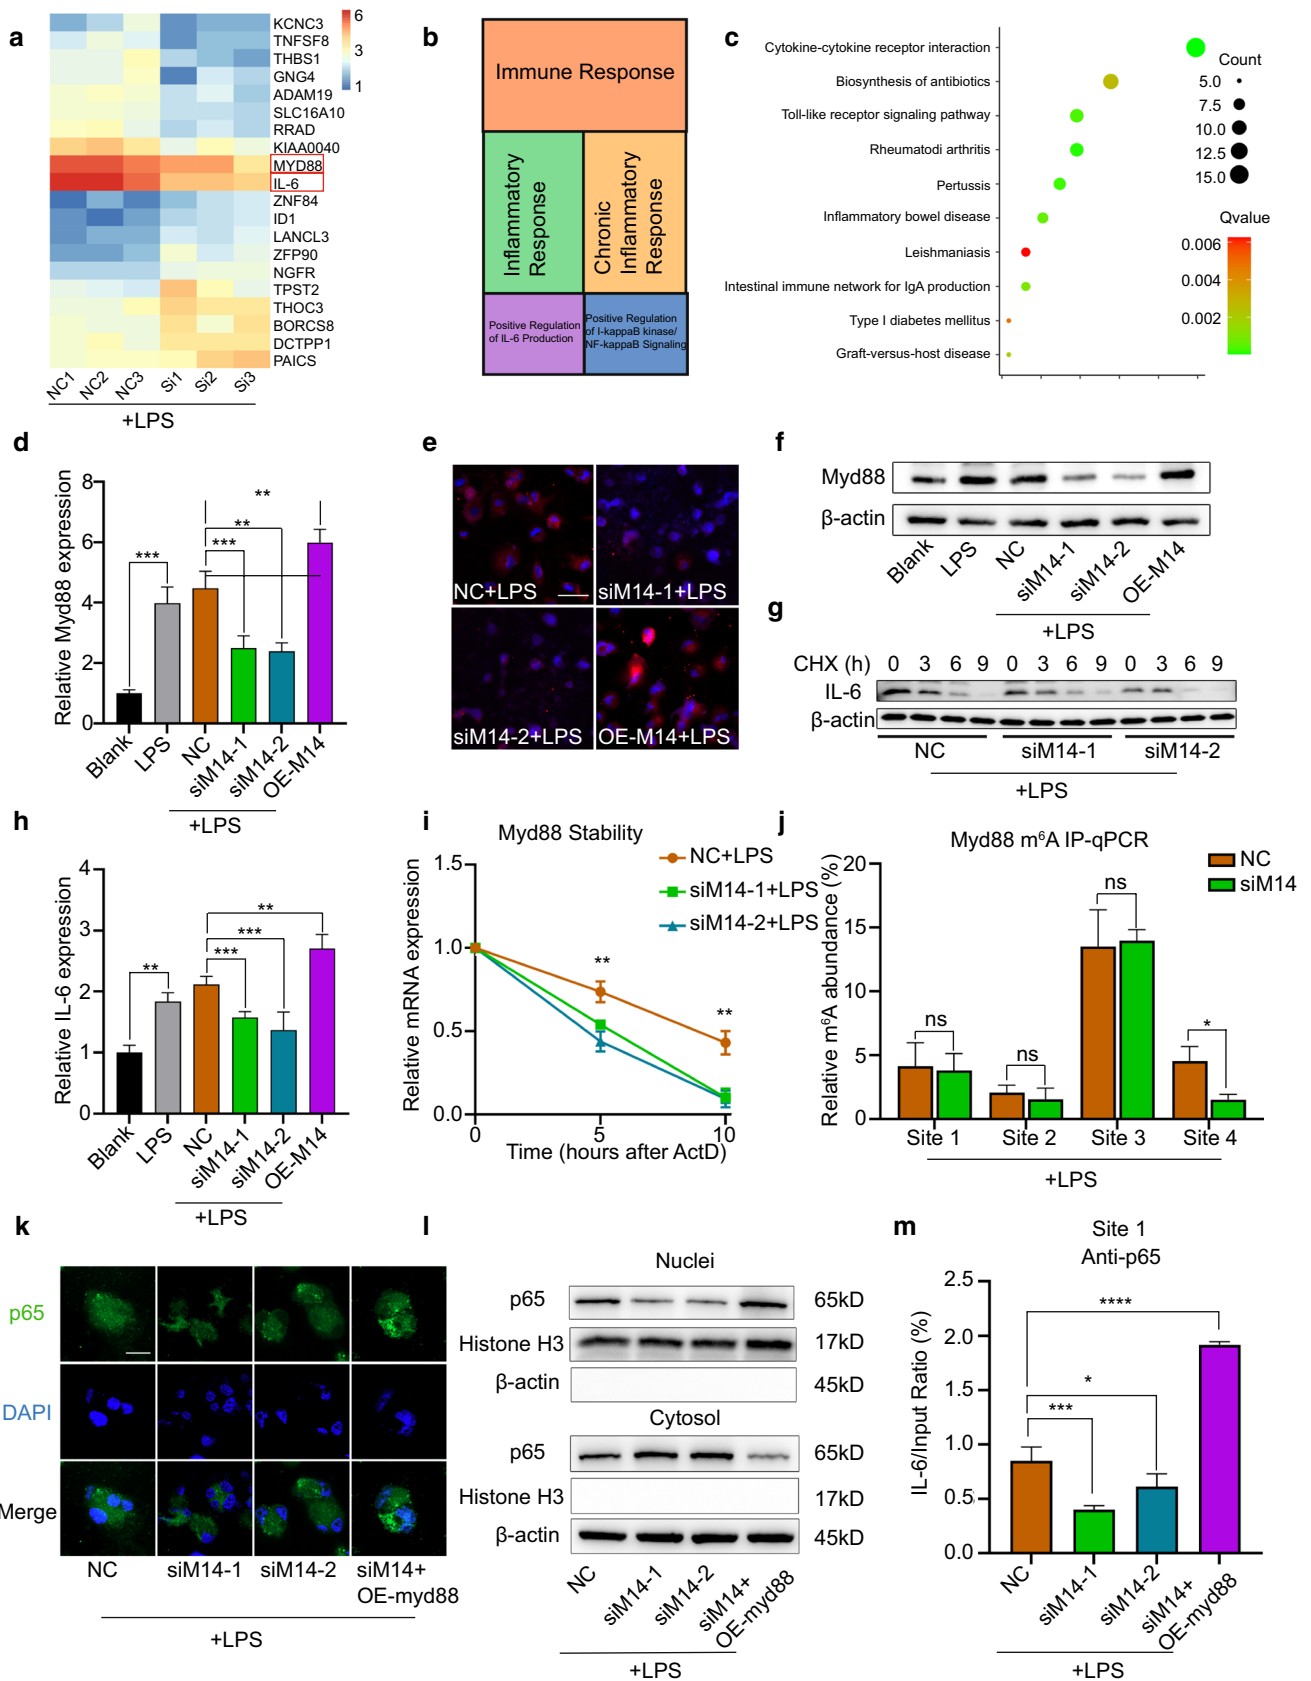 a
KCNC3
TNFSF8
THBS1
GNG4
ADAM19
SLC16A10
RRAD
KIAA0040
MYD88
IL-6
ZNF84
ID1
LANCL3
ZFP90
NGFR
TPST2
THOC3
BORCS8
DCTPP1
PAICS
6
3
1
NC1 NC2 NC3 Si1 Si2 Si3
+LPS
b
Immune Response
Inflammatory
Response
Chronic
Inflammatory
Response
Positive Regulation
of IL-6 Production
Positive Regulation
of I-kappaB kinase/
NF-kappaB Signaling
c
Cytokine-cytokine receptor interaction
Biosynthesis of antibiotics
Toll-like receptor signaling pathway
Rheumatodi arthritis
Pertussis
Inflammatory bowel disease
Leishmaniasis
Intestinal immune network for IgA production
Type I diabetes mellitus
Graft-versus-host disease
Count
5.0
7.5
10.0
12.5
15.0
Qvalue
0.006
0.004
0.002
d
Relative Myd88 expression
8
6
4
2
0
***
***
**
**
Blank LPS NC siM14-1 siM14-2 OE-M14
+LPS
e
NC+LPS
siM14-1+LPS
siM14-2+LPS
OE-M14+LPS
f
Myd88
β-actin
Blank LPS NC siM14-1 siM14-2 OE-M14
+LPS
g
CHX (h) 0 3 6 9 0 3 6 9 0 3 6 9
IL-6
β-actin
NC siM14-1 siM14-2
+LPS
h
Relative IL-6 expression
4
3
2
1
0
**
***
***
**
Blank LPS NC siM14-1 siM14-2 OE-M14
+LPS
i
Myd88 Stability
NC+LPS
siM14-1+LPS
siM14-2+LPS
Relative mRNA expression
1.5
1.0
0.5
0.0
**
**
0 5 10
Time (hours after ActD)
j
Myd88 m⁶A IP-qPCR
NC
siM14
Relative m⁶A abundance (%)
20
15
10
5
0
ns
ns
ns
*
Site 1 Site 2 Site 3 Site 4
+LPS
k
p65
DAPI
Merge
NC siM14-1 siM14-2 siM14+
OE-myd88
+LPS
l
Nuclei
p65 65kD
Histone H3 17kD
β-actin 45kD
Cytosol
p65 65kD
Histone H3 17kD
β-actin 45kD
NC siM14-1 siM14-2 siM14+
OE-myd88
+LPS
m
Site 1
Anti-p65
IL-6/Input Ratio (%)
2.5
2.0
1.5
1.0
0.5
0.0
****
*
***
NC siM14-1 siM14-2 siM14+
OE-myd88
+LPS